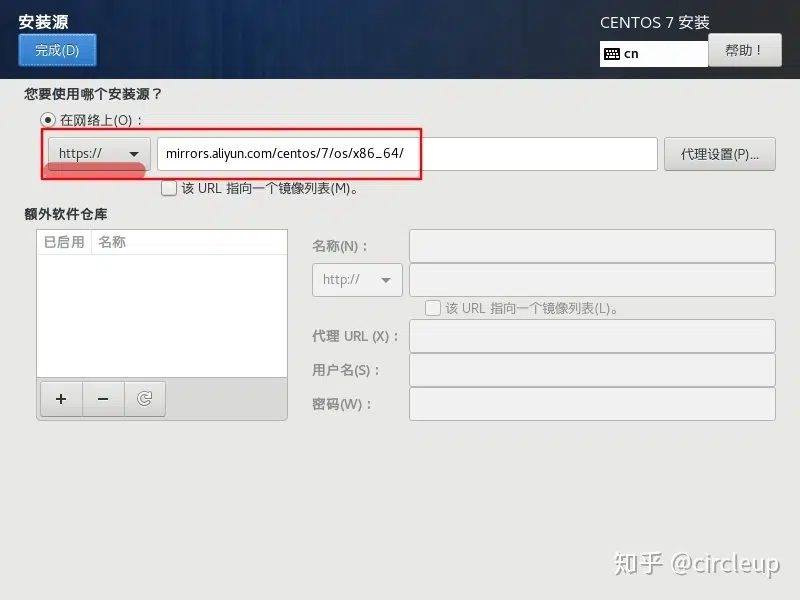 安装源
CENTOS 7 安装
完成(D)
cn
帮助！
您要使用哪个安装源？
在网络上(O)：
https://
mirrors.aliyun.com/centos/7/os/x86_64/
代理设置(P)...
该 URL 指向一个镜像列表(M)。
额外软件仓库
已启用 名称
名称(N)：
http://
该 URL 指向一个镜像列表(L)。
代理 URL (X)：
用户名(S)：
密码(W)：
知乎 @circleup